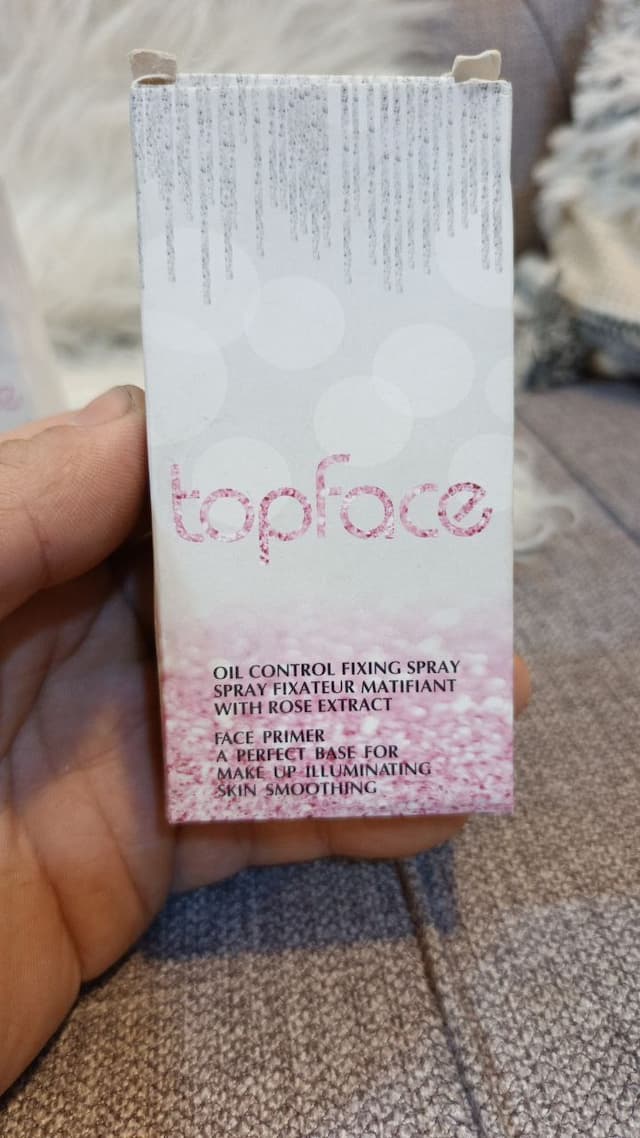 topface
OIL CONTROL FIXING SPRAY
SPRAY FIXATEUR MATIFIANT
WITH ROSE EXTRACT
FACE PRIMER
A PERFECT BASE FOR
MAKE UP ILLUMINATING
SKIN SMOOTHING